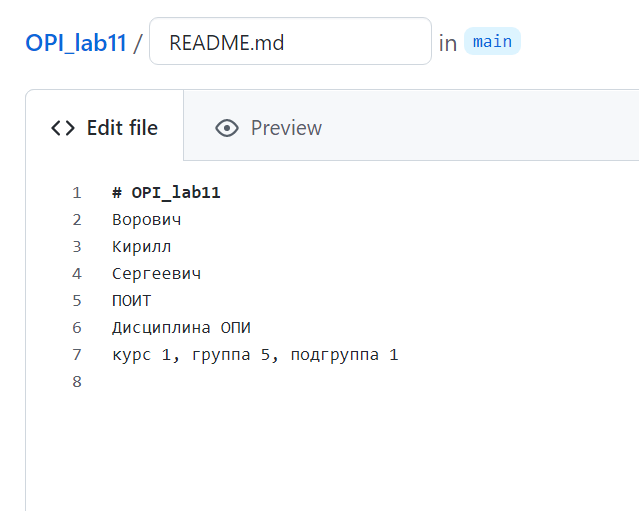 OPI_lab11 / README.md in main
Edit file Preview
1 # OPI_lab11
2 Ворович
3 Кирилл
4 Сергеевич
5 ПОИТ
6 Дисциплина ОПИ
7 курс 1, группа 5, подгруппа 1
8